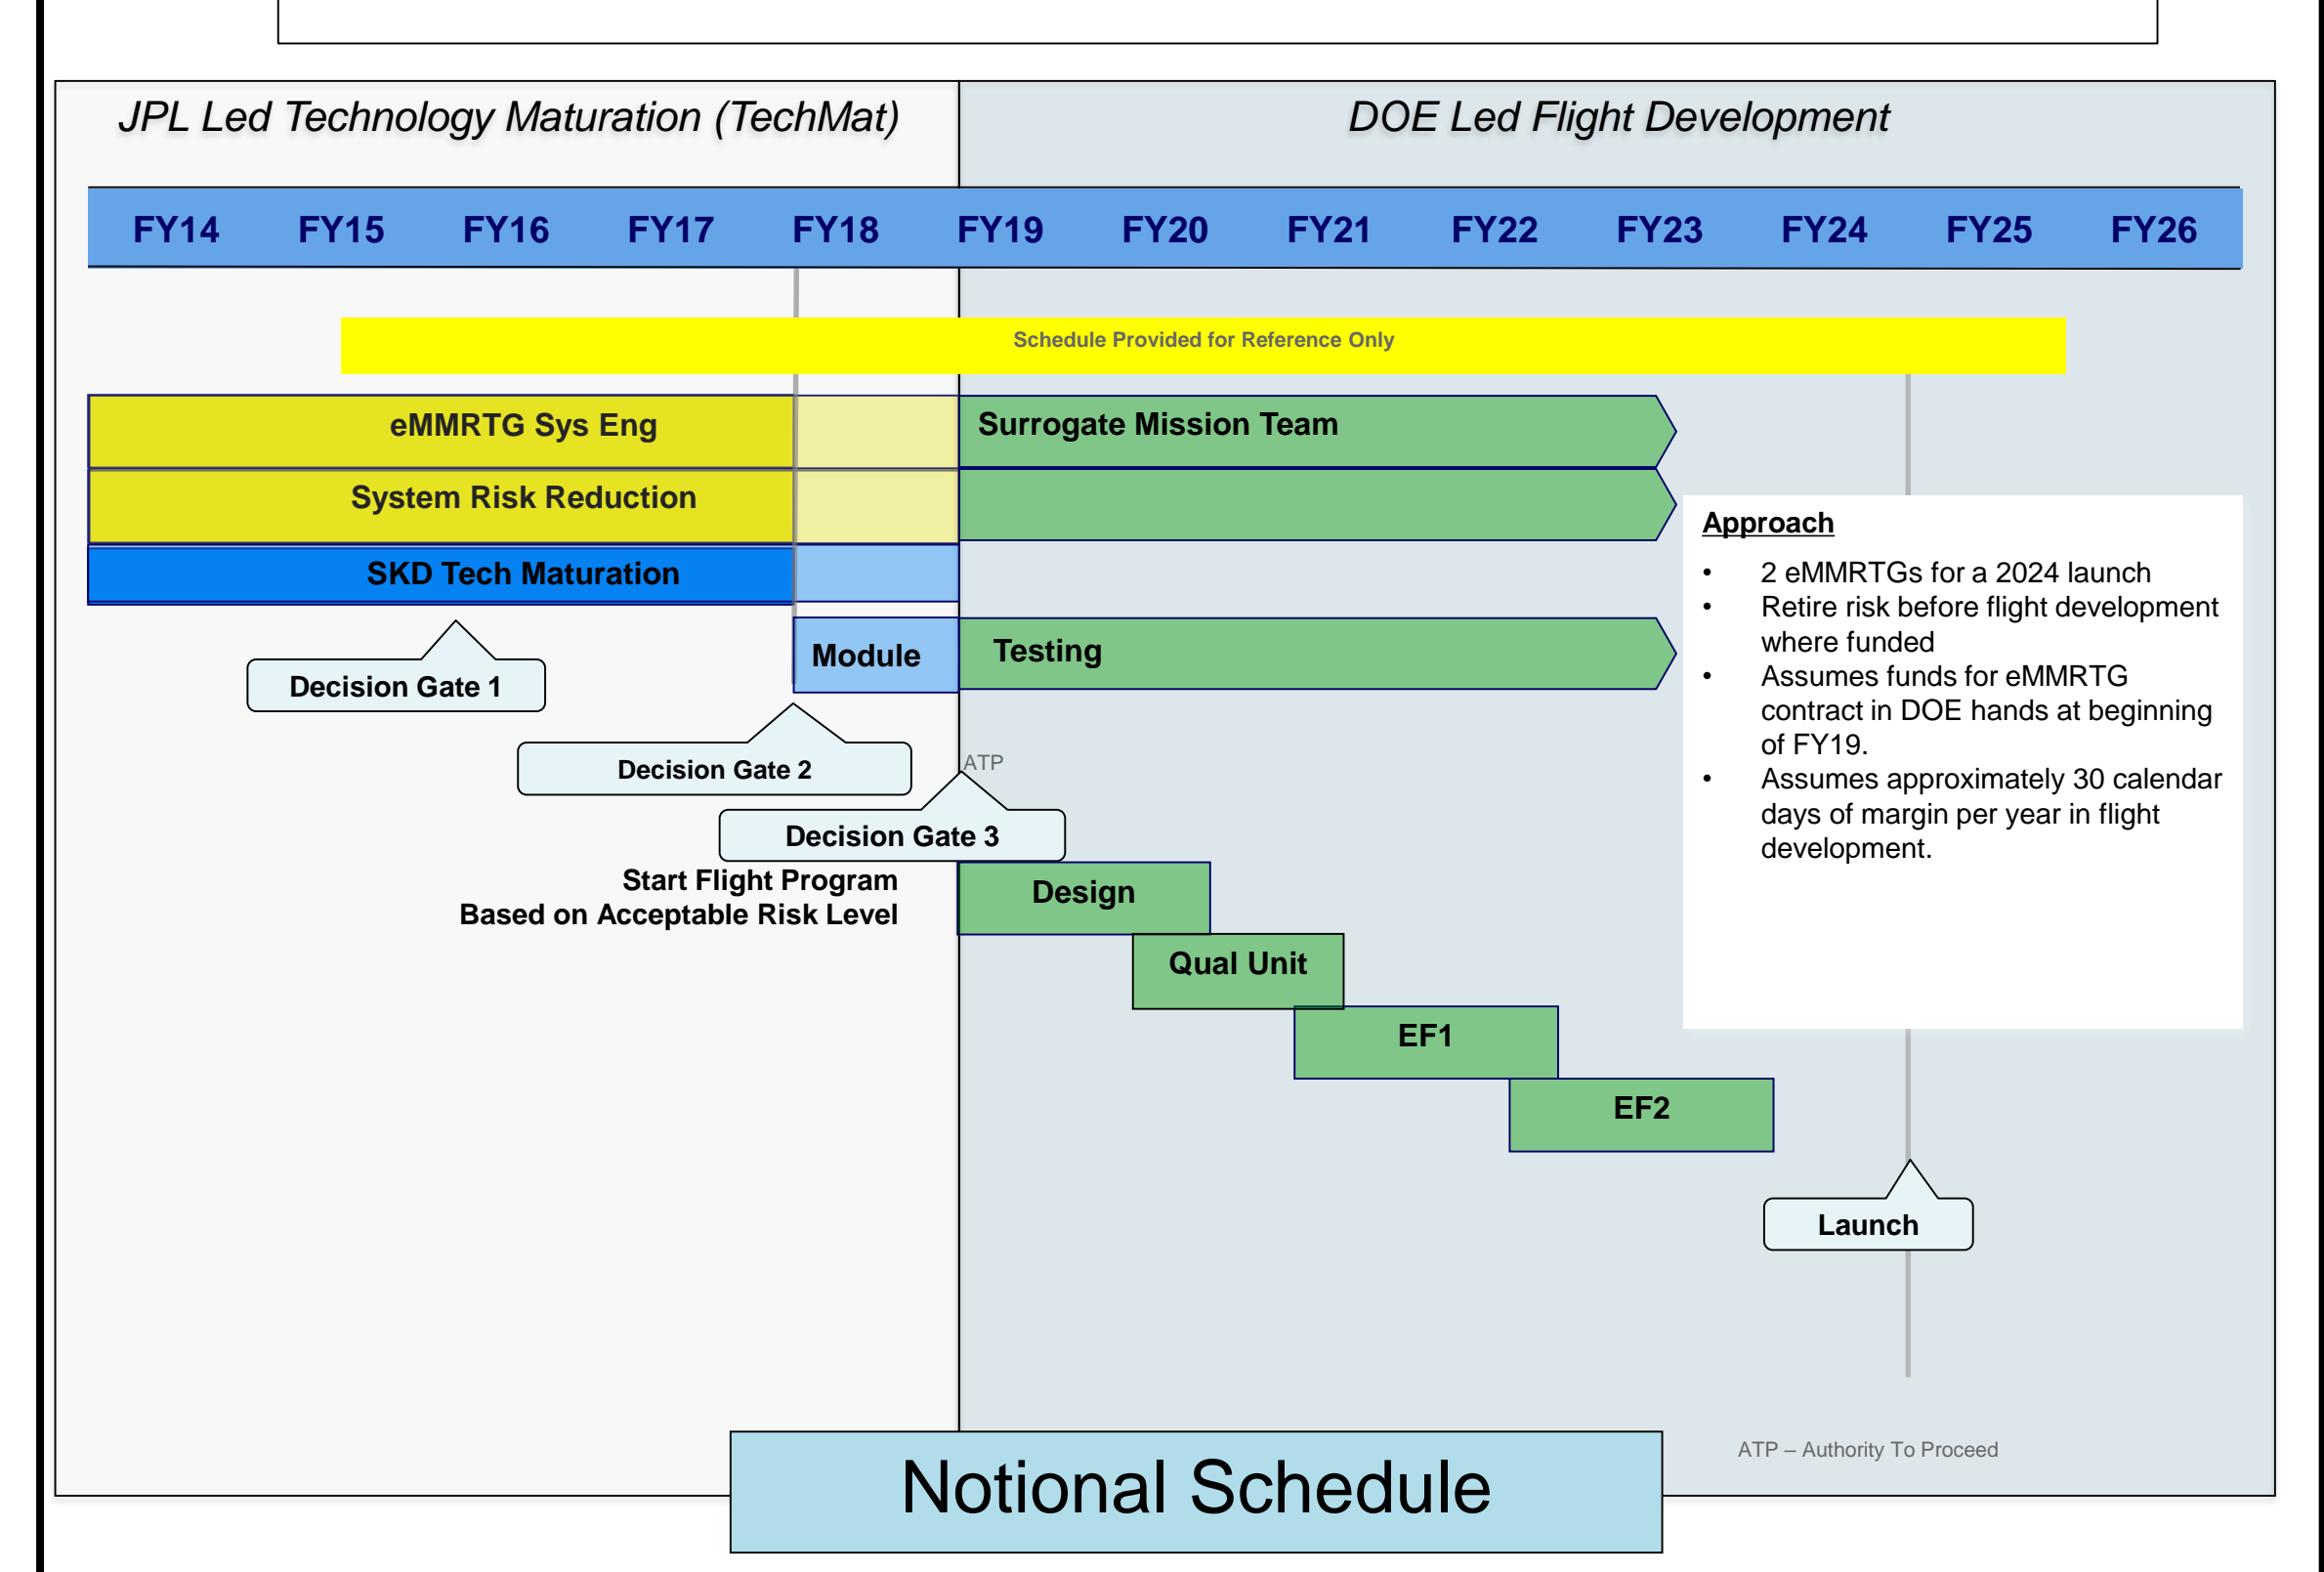 JPL Led Technology Maturation (TechMat)
DOE Led Flight Development
FY14 FY15 FY16 FY17 FY18 FY19 FY20 FY21 FY22 FY23 FY24 FY25 FY26
Schedule Provided for Reference Only
eMMRTG Sys Eng
Surrogate Mission Team
System Risk Reduction
SKD Tech Maturation
Module
Testing
Decision Gate 1
Decision Gate 2
ATP
Decision Gate 3
Start Flight Program
Based on Acceptable Risk Level
Design
Qual Unit
EF1
EF2
Launch
Approach
• 2 eMMRTGs for a 2024 launch
• Retire risk before flight development
where funded
• Assumes funds for eMMRTG
contract in DOE hands at beginning
of FY19.
• Assumes approximately 30 calendar
days of margin per year in flight
development.
ATP – Authority To Proceed
Notional Schedule